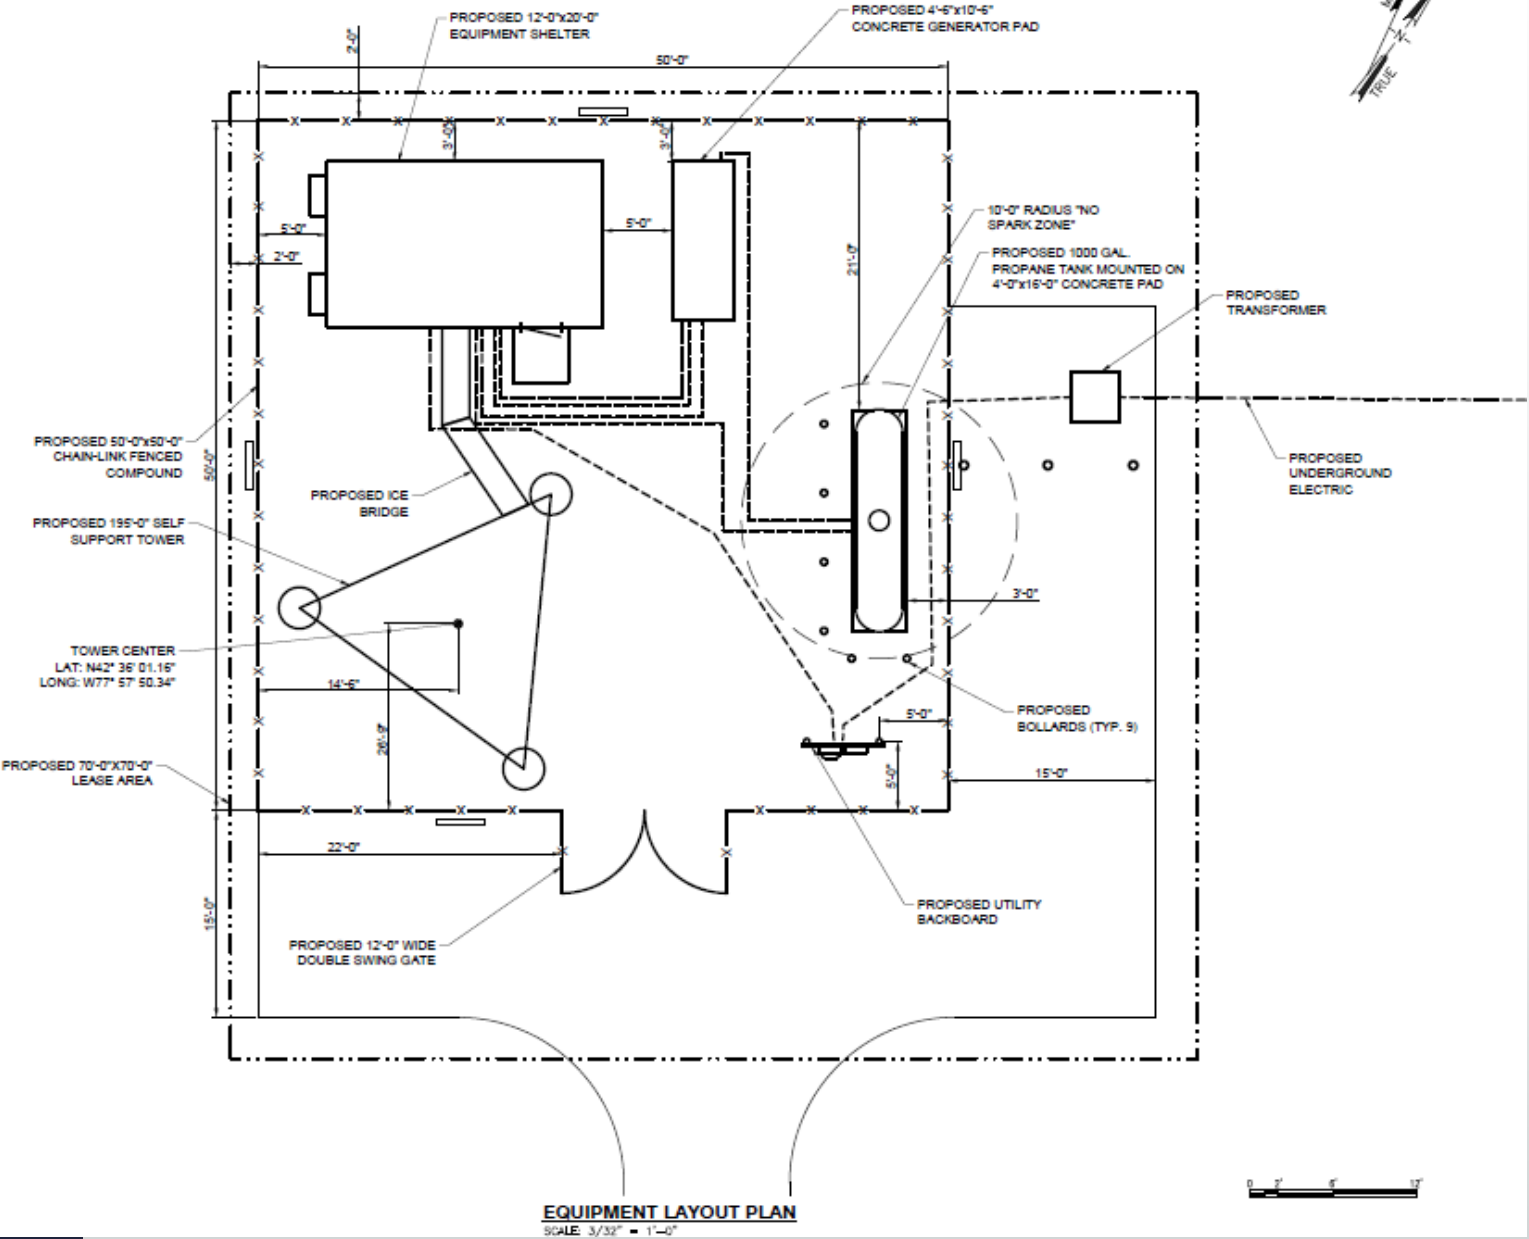 PROPOSED 12'-0"x20'-0"
EQUIPMENT SHELTER
PROPOSED 4'-6"x10'-6"
CONCRETE GENERATOR PAD
N
TRUE
2'-0"
50'-0"
3'-0"
3'-0"
5'-0"
5'-0"
2'-0"
21'-0"
10'-0" RADIUS "NO
SPARK ZONE"
PROPOSED 1000 GAL.
PROPANE TANK MOUNTED ON
4'-0"x16'-0" CONCRETE PAD
PROPOSED
TRANSFORMER
PROPOSED 50'-0"x50'-0"
CHAIN-LINK FENCED
COMPOUND
50'-0"
PROPOSED
UNDERGROUND
ELECTRIC
PROPOSED ICE
BRIDGE
PROPOSED 195'-0" SELF
SUPPORT TOWER
3'-0"
TOWER CENTER
LAT: N42° 36' 01.16"
LONG: W77° 57' 50.34"
14'-6"
26'-9"
PROPOSED
BOLLARDS (TYP. 9)
5'-0"
5'-0"
15'-0"
PROPOSED 70'-0"X70'-0"
LEASE AREA
22'-0"
15'-0"
PROPOSED UTILITY
BACKBOARD
PROPOSED 12'-0" WIDE
DOUBLE SWING GATE
0 2' 6' 12'
EQUIPMENT LAYOUT PLAN
SCALE: 3/32" = 1'-0"